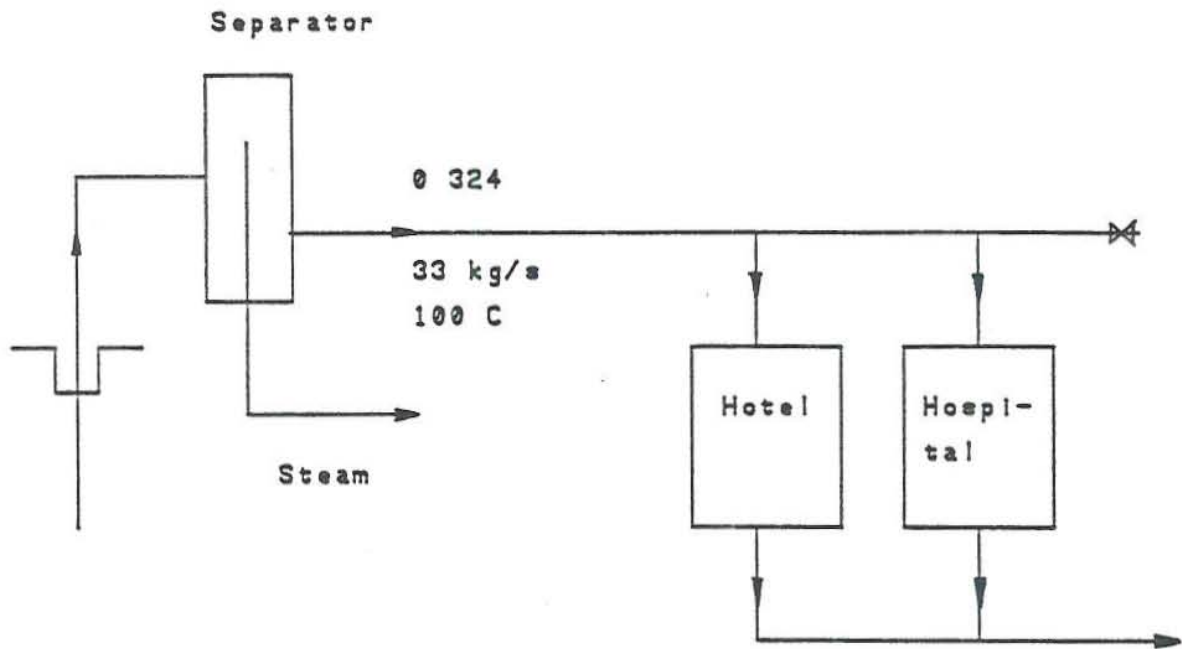 Separator
0 324
33 kg/s
100 C
Hotel
Hospi-
tal
Steam